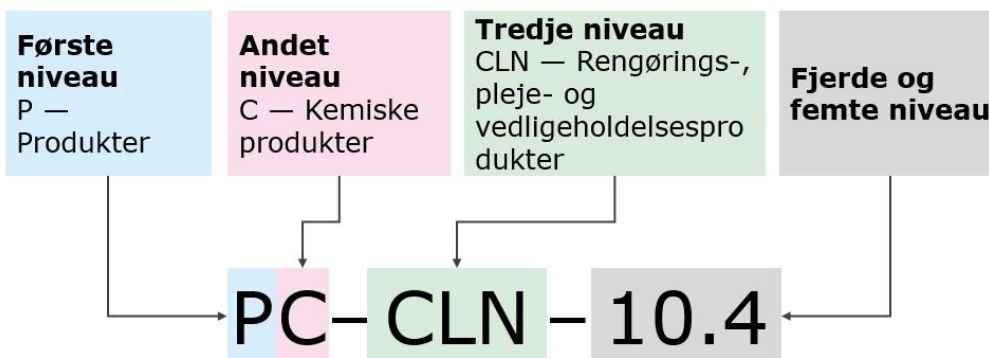 Første
niveau
P —
Produkter
Andet
niveau
C — Kemiske
produkter
Tredje niveau
CLN — Rengørings-,
pleje- og
vedligeholdelsespro
dukter
Fjerde og
femte niveau
PC–CLN–10.4